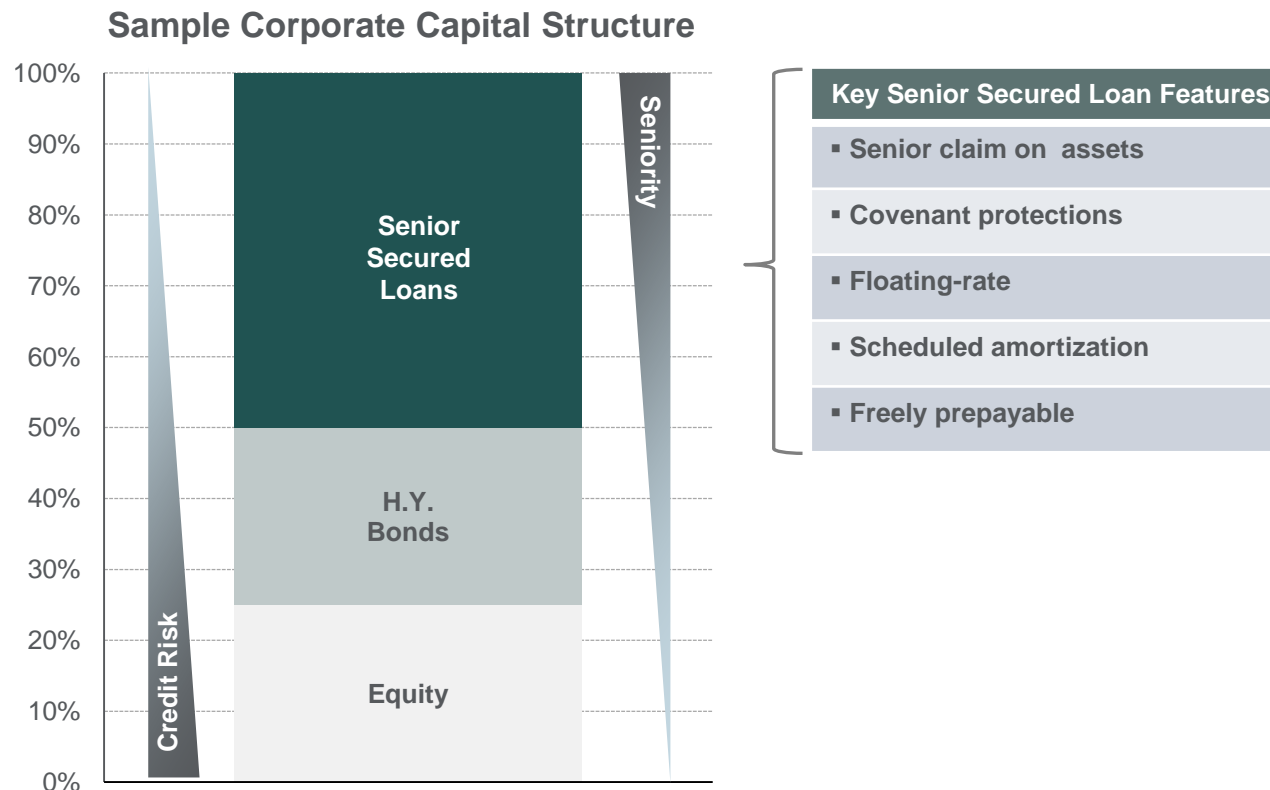 Sample Corporate Capital Structure
100%
90%
80%
70%
60%
50%
40%
30%
20%
10%
0%
Credit Risk
Senior
Secured
Loans
H.Y.
Bonds
Equity
Seniority
Key Senior Secured Loan Features
▪ Senior claim on assets
▪ Covenant protections
▪ Floating-rate
▪ Scheduled amortization
▪ Freely prepayable